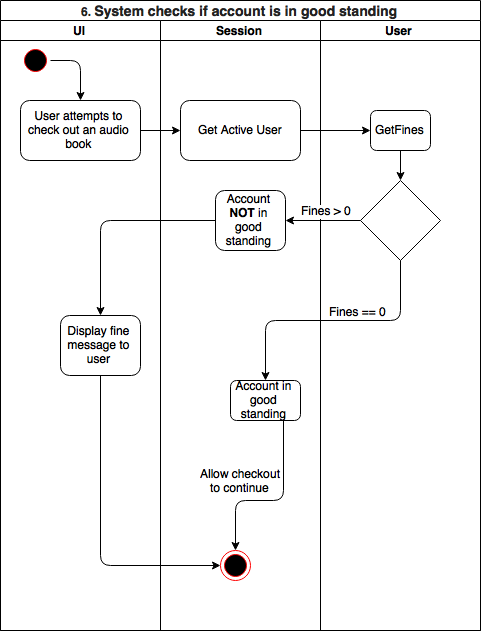 6. System checks if account is in good standing
UI
Session
User
User attempts to
check out an audio
book
Get Active User
GetFines
Account
NOT in
good
standing
Fines > 0
Fines == 0
Display fine
message to
user
Account in
good
standing
Allow checkout
to continue